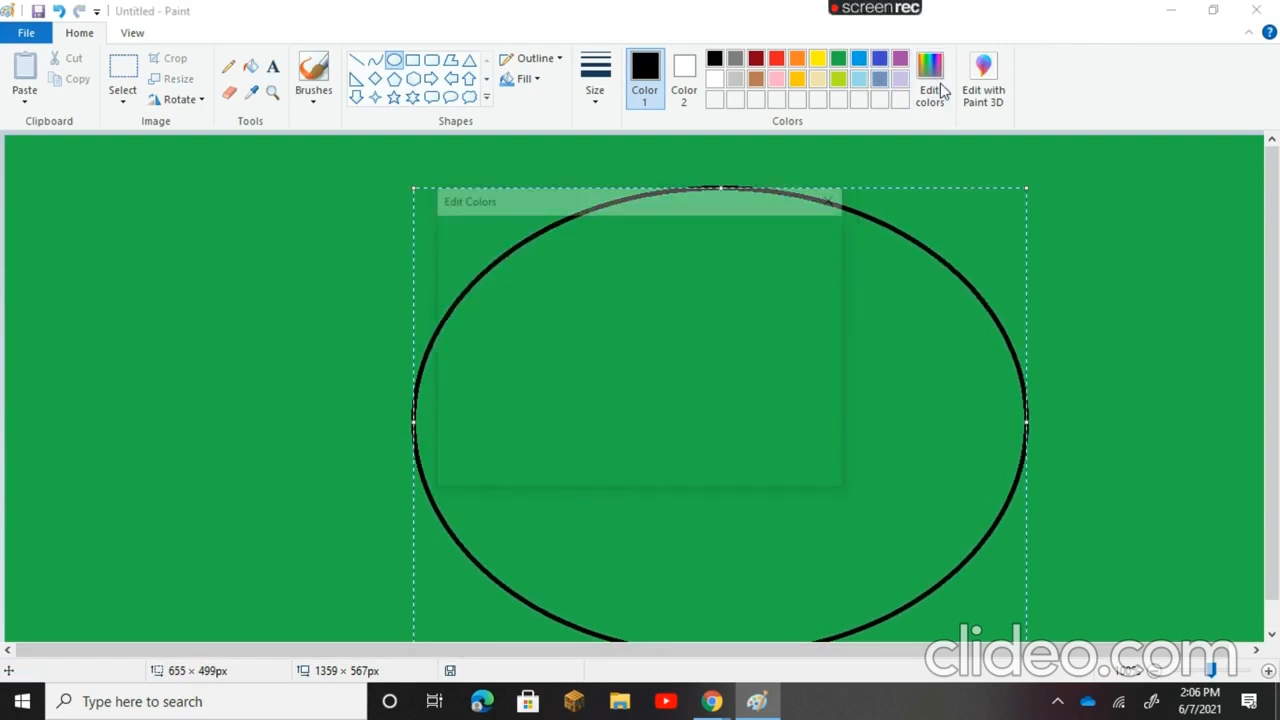 Untitled - Paint
screenrec
File
Home
View
Paste
Cut
Copy
Clipboard
Select
Crop
Resize
Rotate
Image
A
Tools
Brushes
Outline
Fill
Shapes
Size
Color 1
Color 2
Edit colors
Colors
Edit with Paint 3D
Edit Colors
655 × 499px
1359 × 567px
clideo.com
Type here to search
2:06 PM
6/7/2021